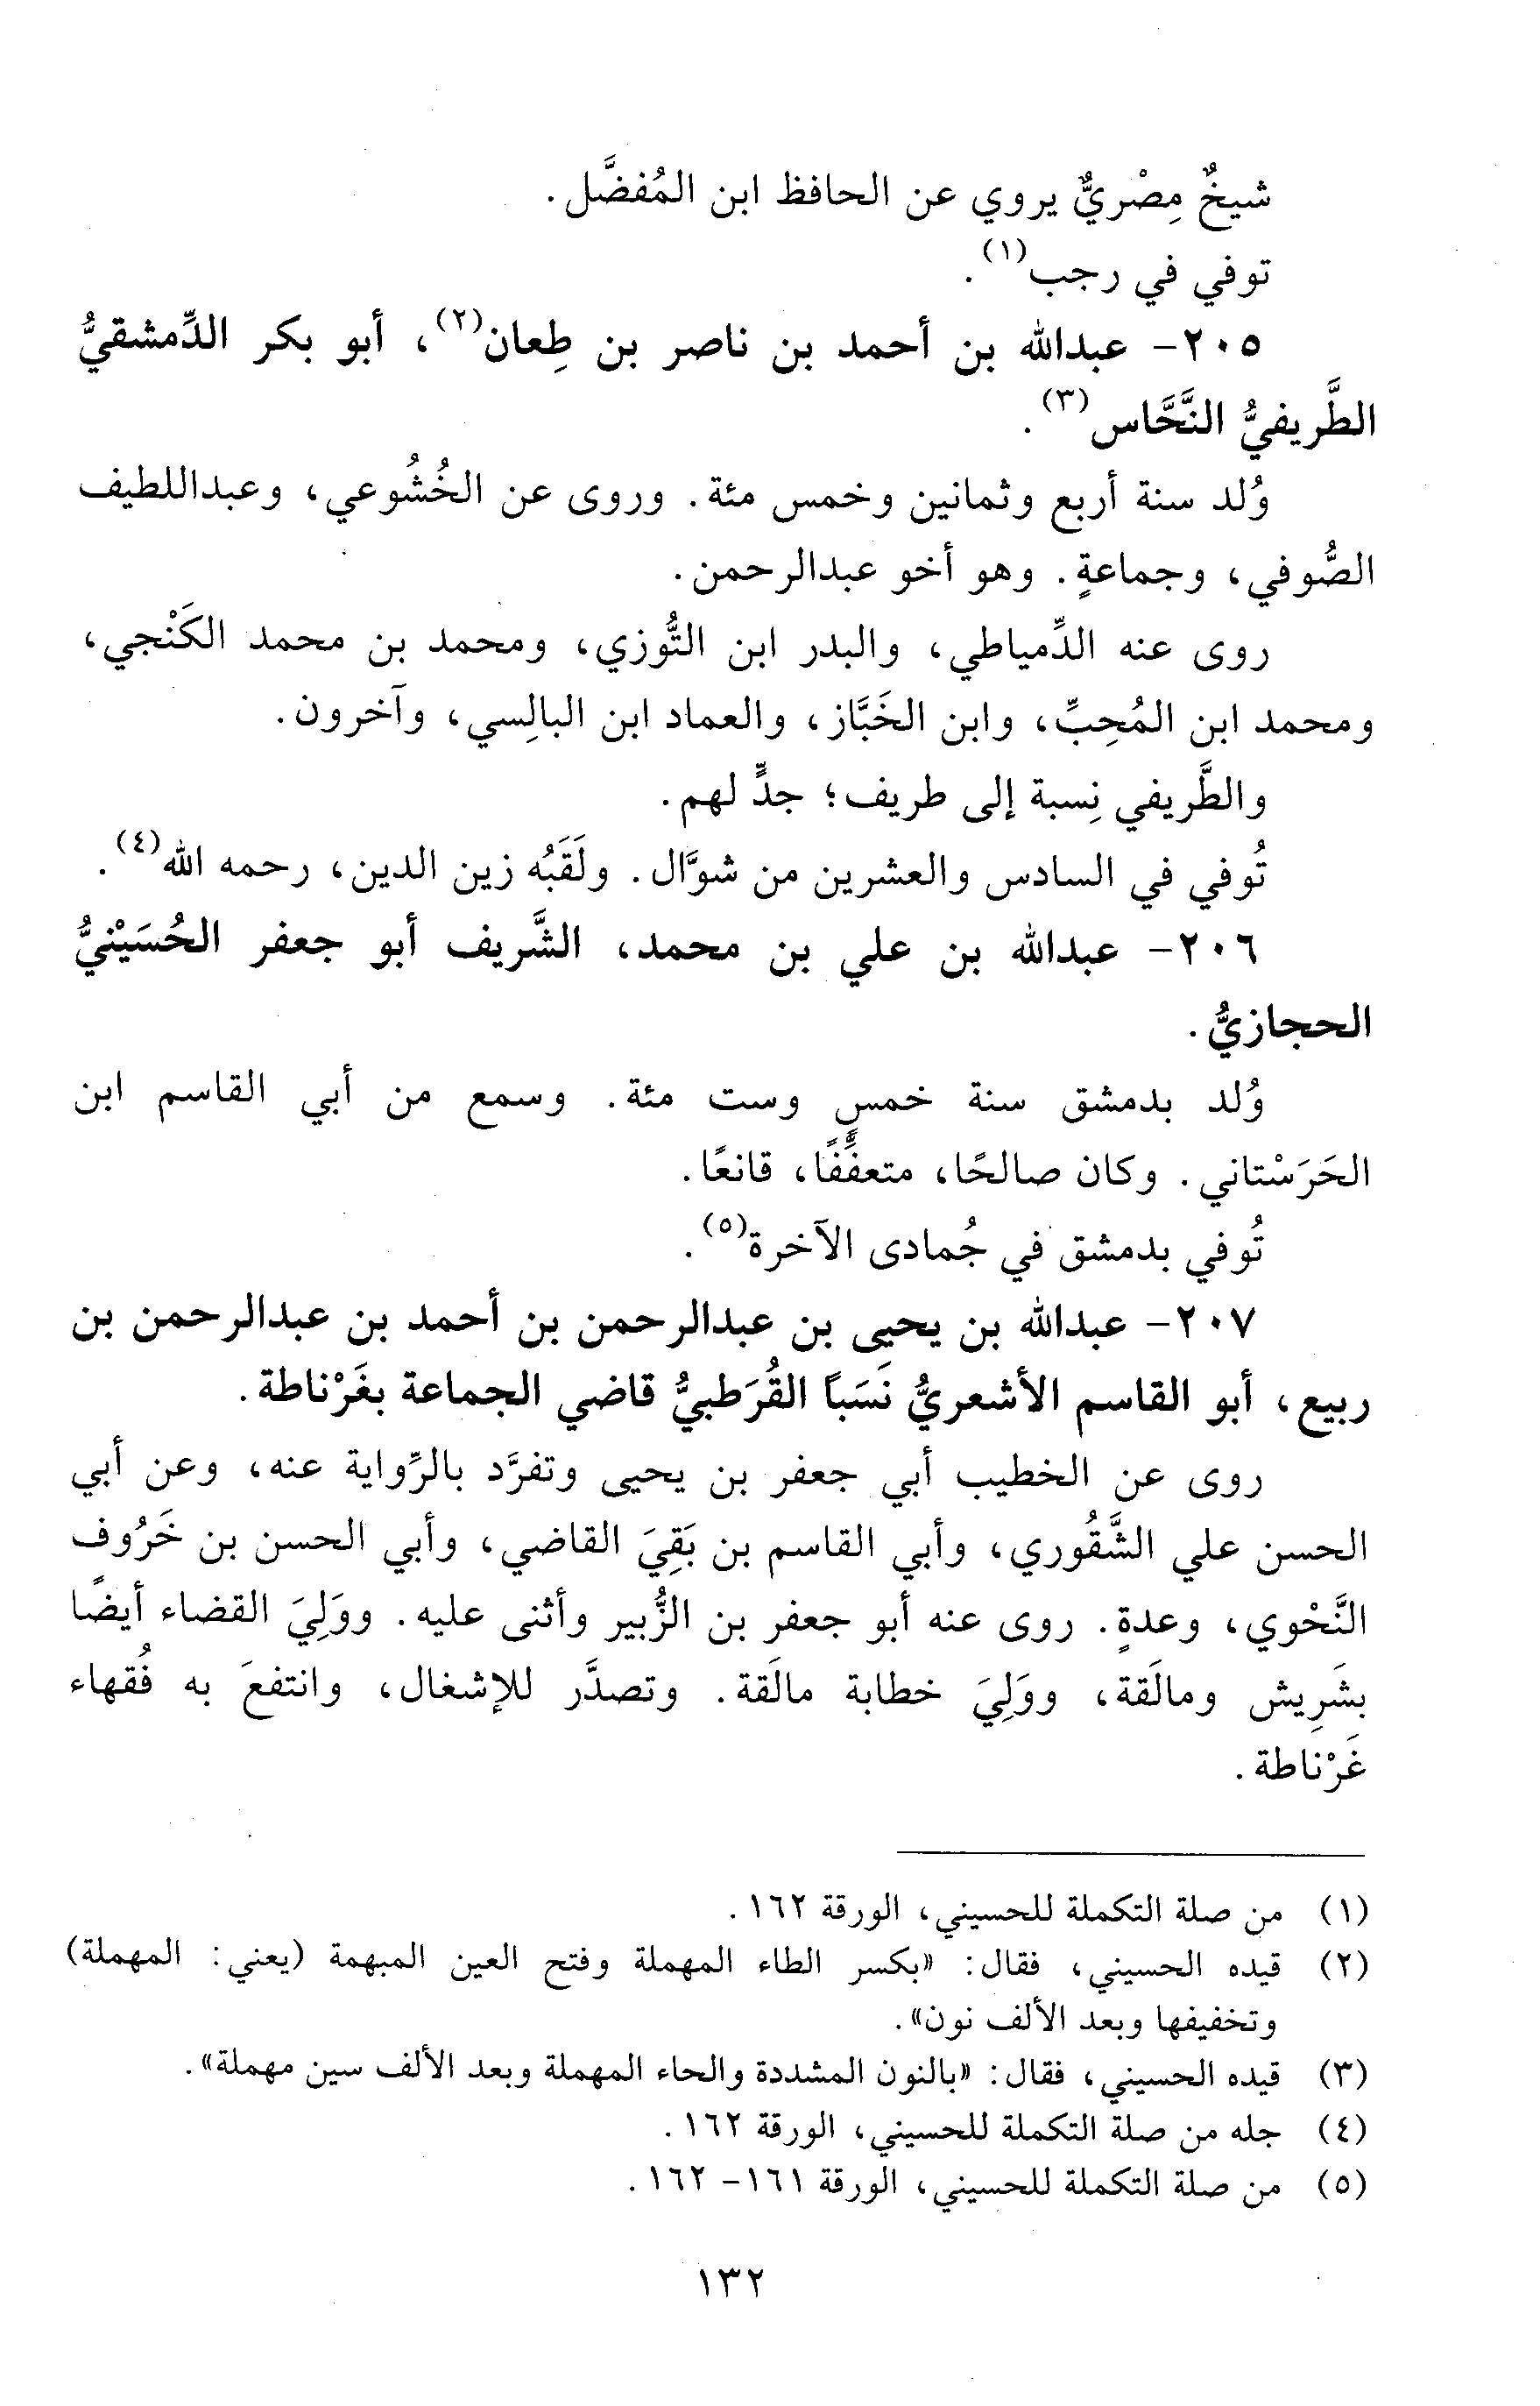 شيخٌ مِصْريٌّ يروي عن الحافظ ابن المُفضَّل.
توفي في رجب(١).
٢٠٥- عبدالله بن أحمد بن ناصر بن طِعان(٢)، أبو بكر الدِّمشقيُّ
الطَّريفيُّ النَّحَّاس(٣).
وُلد سنة أربع وثمانين وخمس مئة. وروى عن الخُشُوعي، وعبداللطيف
الصُّوفي، وجماعةٍ. وهو أخو عبدالرحمن.
روى عنه الدِّمياطي، والبدر ابن التُّوزي، ومحمد بن محمد الكَنْجي،
ومحمد ابن المُحِبِّ، وابن الخَبَّاز، والعماد ابن البالِسي، وآخرون.
والطَّريفي نِسبة إلى طريف؛ جدٍّ لهم.
تُوفي في السادس والعشرين من شوَّال. ولَقَبُه زين الدين، رحمه الله(٤).
٢٠٦- عبدالله بن علي بن محمد، الشَّريف أبو جعفر الحُسَيْنيُّ
الحجازيُّ.
وُلد بدمشق سنة خمسٍ وست مئة. وسمع من أبي القاسم ابن
الحَرَسْتاني. وكان صالحًا، متعفِّفًا، قانعًا.
تُوفي بدمشق في جُمادى الآخرة(٥).
٢٠٧- عبدالله بن يحيى بن عبدالرحمن بن أحمد بن عبدالرحمن بن
ربيع، أبو القاسم الأشعريُّ نَسَبًا القُرَطبيُّ قاضي الجماعة بغَرْناطة.
روى عن الخطيب أبي جعفر بن يحيى وتفرَّد بالرِّواية عنه، وعن أبي
الحسن علي الشَّقُوري، وأبي القاسم بن بَقِيَ القاضي، وأبي الحسن بن خَرُوف
النَّحْوي، وعدةٍ. روى عنه أبو جعفر بن الزُّبير وأثنى عليه. ووَلِيَ القضاء أيضًا
بشَرِيش ومالَقة، ووَلِيَ خطابة مالَقة. وتصدَّر للإشغال، وانتفعَ به فُقهاء
غَرْناطة.
(١) من صلة التكملة للحسيني، الورقة ١٦٢.
(٢) قيده الحسيني، فقال: «بكسر الطاء المهملة وفتح العين المبهمة (يعني: المهملة)
وتخفيفها وبعد الألف نون».
(٣) قيده الحسيني، فقال: «بالنون المشددة والحاء المهملة وبعد الألف سين مهملة».
(٤) جله من صلة التكملة للحسيني، الورقة ١٦٢.
(٥) من صلة التكملة للحسيني، الورقة ١٦١- ١٦٢.
١٣٢